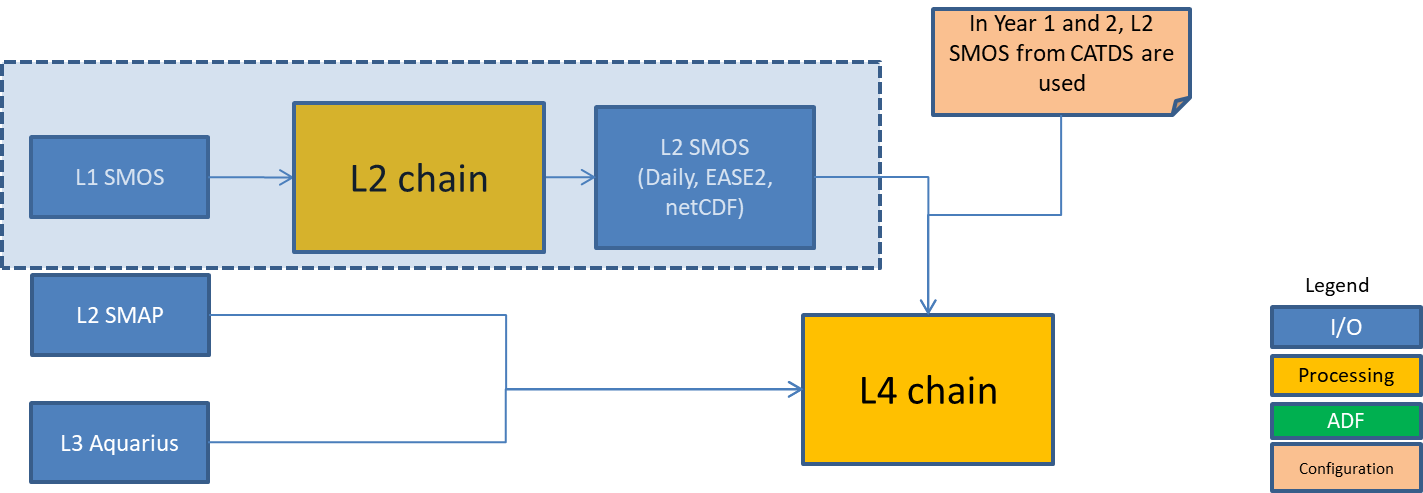 In Year 1 and 2, L2
SMOS from CATDS are
used
L1 SMOS
L2 chain
L2 SMOS
(Daily, EASE2,
netCDF)
L2 SMAP
L3 Aquarius
L4 chain
Legend
I/O
Processing
ADF
Configuration